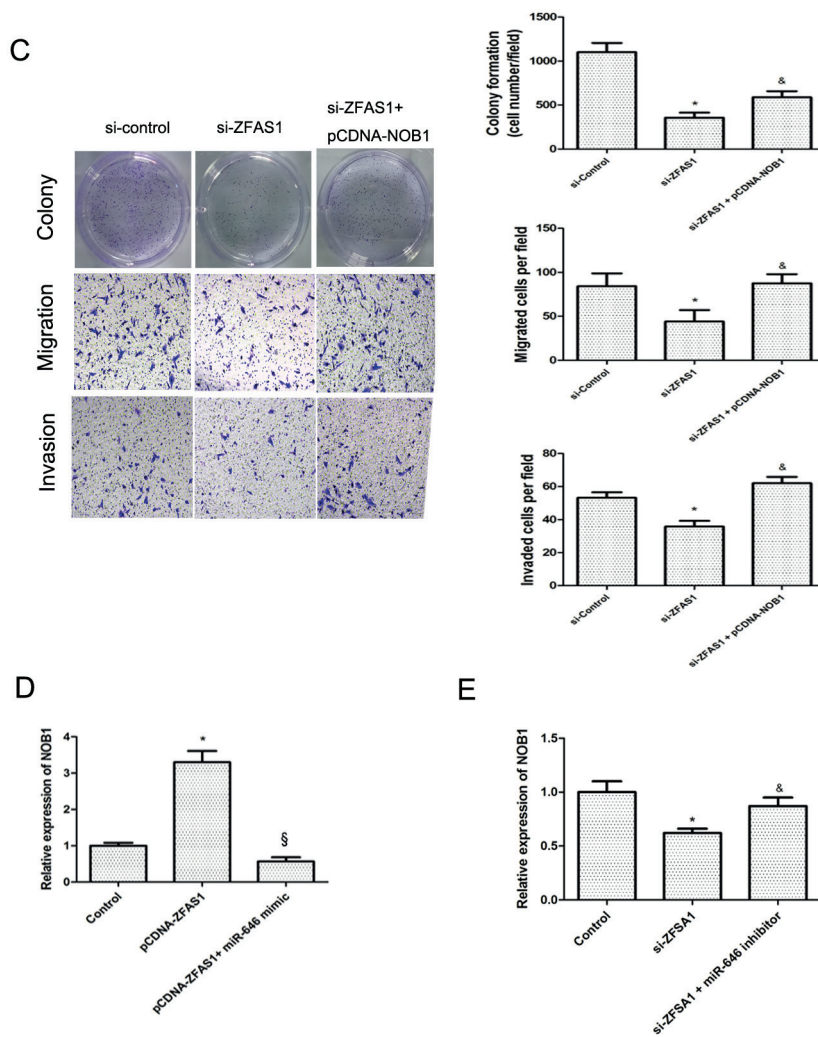 C
si-control
si-ZFAS1
si-ZFAS1+
pCDNA-NOB1
Colony
Migration
Invasion
Colony formation
(cell number/field)
1500
1000
500
0
*
&
si-Control
si-ZFAS1
si-ZFAS1 + pCDNA-NOB1
Migrated cells per field
150
100
50
0
*
&
si-Control
si-ZFAS1
si-ZFAS1 + pCDNA-NOB1
Invaded cells per field
80
60
40
20
0
*
&
si-Control
si-ZFAS1
si-ZFAS1 + pCDNA-NOB1
D
Relative expression of NOB1
4
3
2
1
0
*
§
Control
pCDNA-ZFAS1
pCDNA-ZFAS1+ miR-646 mimic
E
Relative expression of NOB1
1.5
1.0
0.5
0.0
*
&
Control
si-ZFSA1
si-ZFSA1 + miR-646 inhibitor